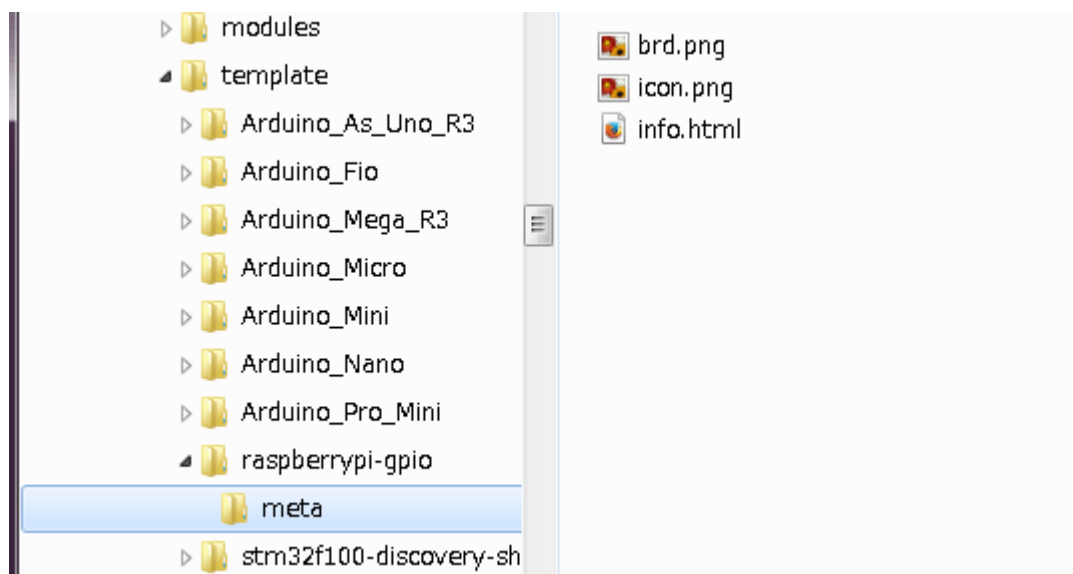 modules
template
Arduino_As_Uno_R3
Arduino_Fio
Arduino_Mega_R3
Arduino_Micro
Arduino_Mini
Arduino_Nano
Arduino_Pro_Mini
raspberrypi-gpio
meta
stm32f100-discovery-sh
brd.png
icon.png
info.html